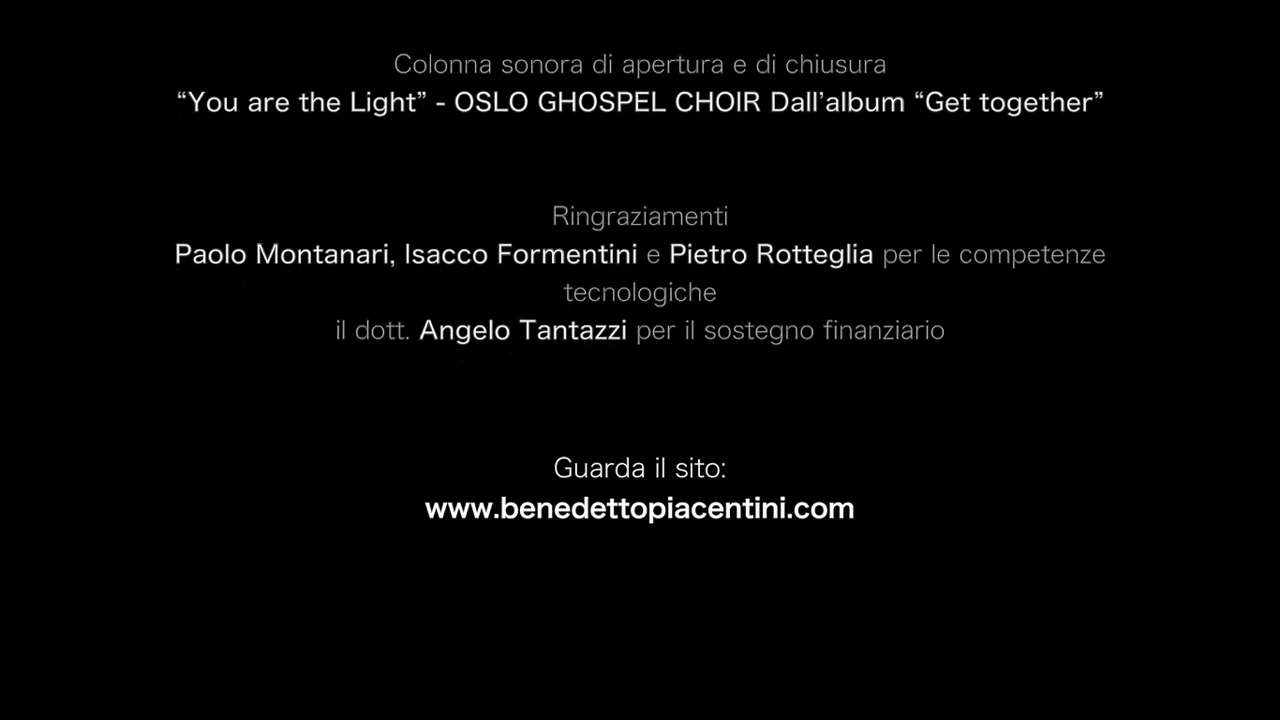 Colonna sonora di apertura e di chiusura
“You are the Light” - OSLO GHOSPEL CHOIR Dall’album “Get together”
Ringraziamenti
Paolo Montanari, Isacco Formentini e Pietro Rotteglia per le competenze
tecnologiche
il dott. Angelo Tantazzi per il sostegno finanziario
Guarda il sito:
www.benedettopiacentini.com